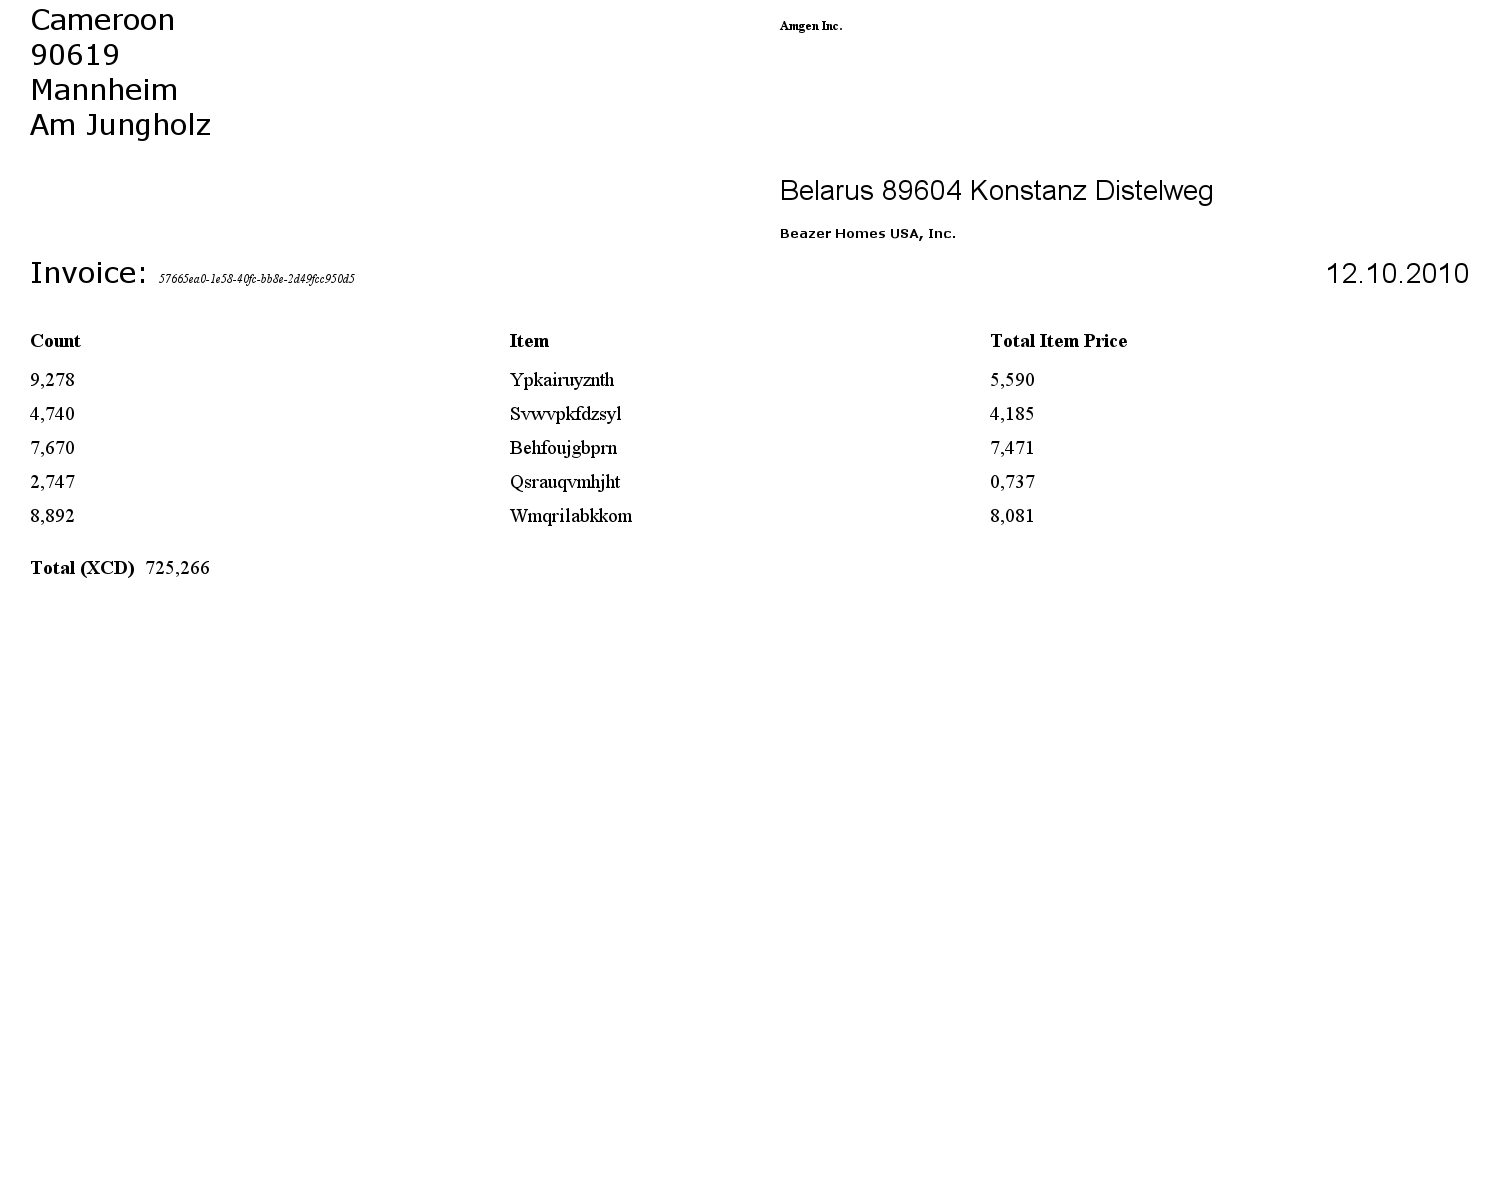 Cameroon
90619
Mannheim
Am Jungholz
Amgen Inc.
Belarus 89604 Konstanz Distelweg
Beazer Homes USA, Inc.
Invoice: 57665ea0-1e58-40fc-bb8e-2d49fcc950d5 12.10.2010
Count Item Total Item Price
9,278 Ypkairuyznth 5,590
4,740 Svwvpkfdzsyl 4,185
7,670 Behfoujgbprn 7,471
2,747 Qsrauqvmhjht 0,737
8,892 Wmqrilabkkom 8,081
Total (XCD) 725,266